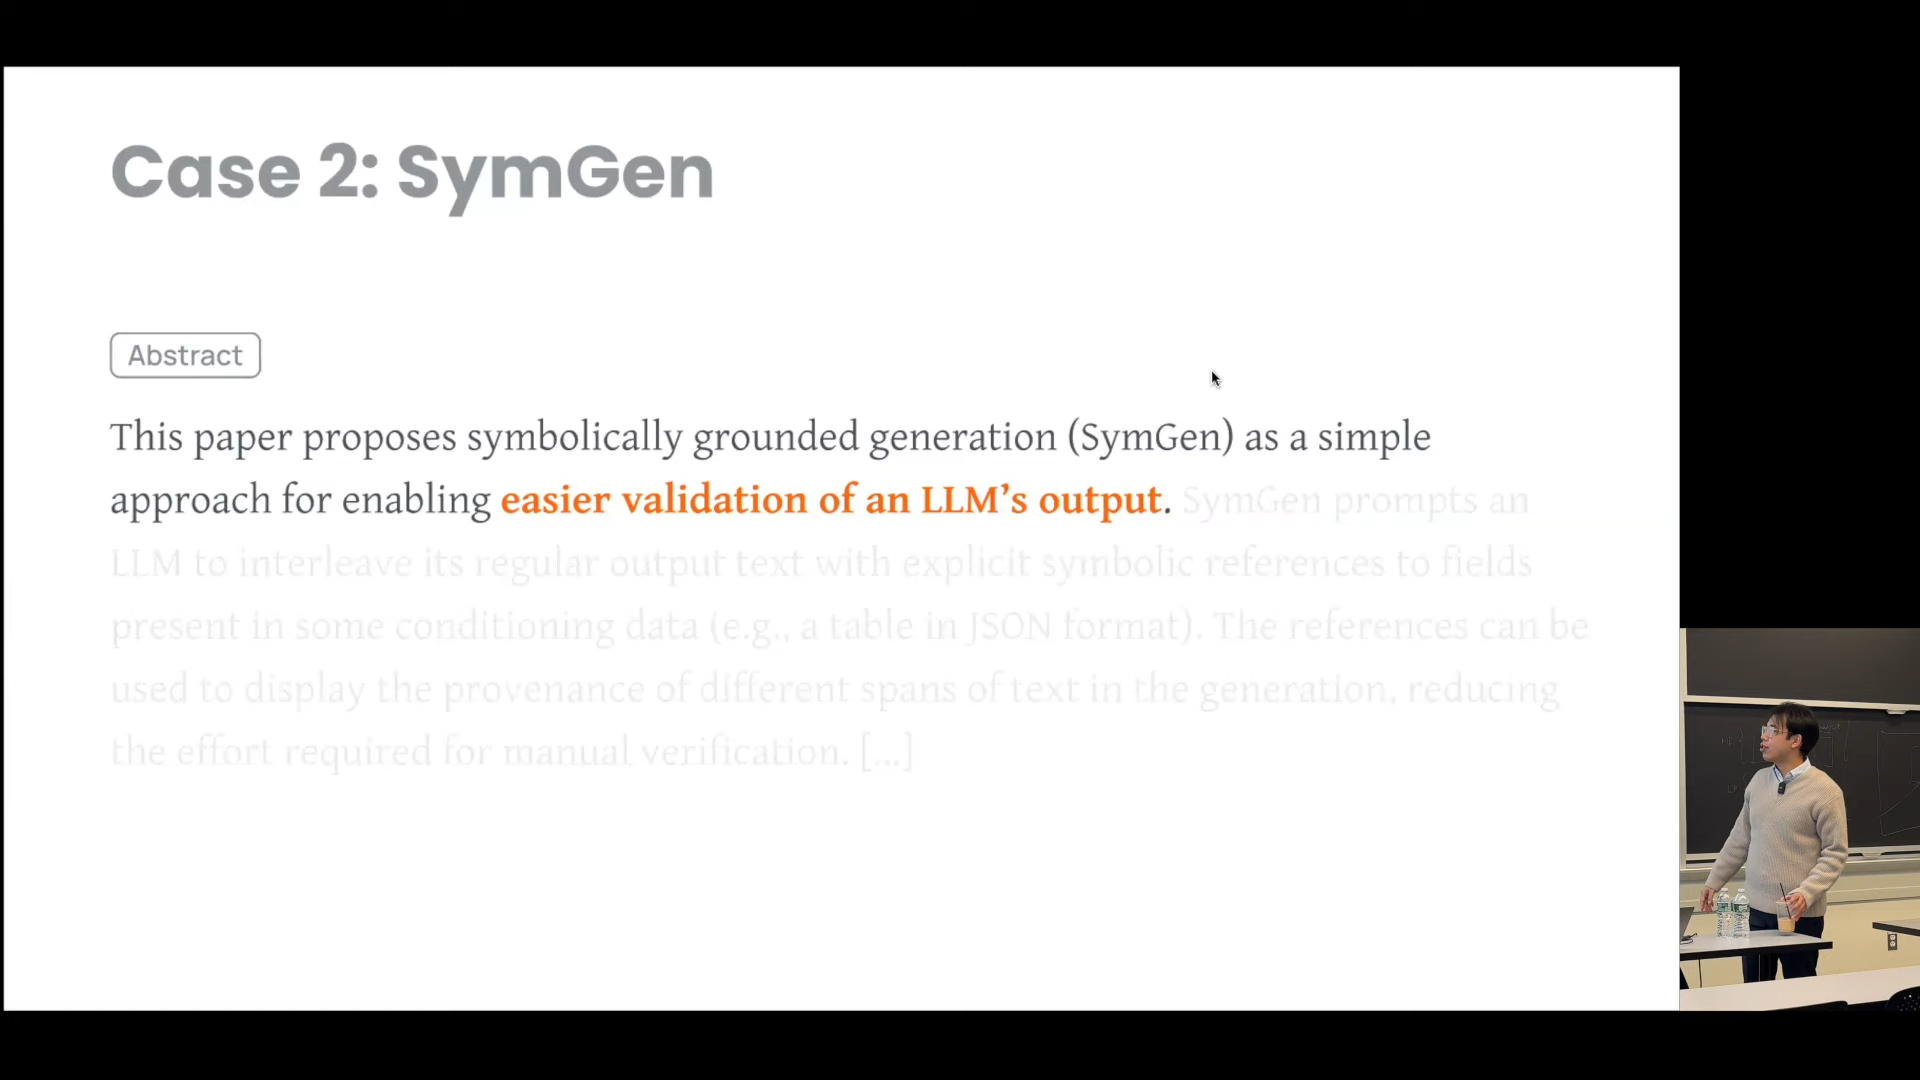 Case 2: SymGen
Abstract
This paper proposes symbolically grounded generation (SymGen) as a simple
approach for enabling easier validation of an LLM’s output. SymGen prompts an
LLM to interleave its regular output text with explicit symbolic references to fields
present in some conditioning data (e.g., a table in JSON format). The references can be
used to display the provenance of different spans of text in the generation, reducing
the effort required for manual verification. [...]